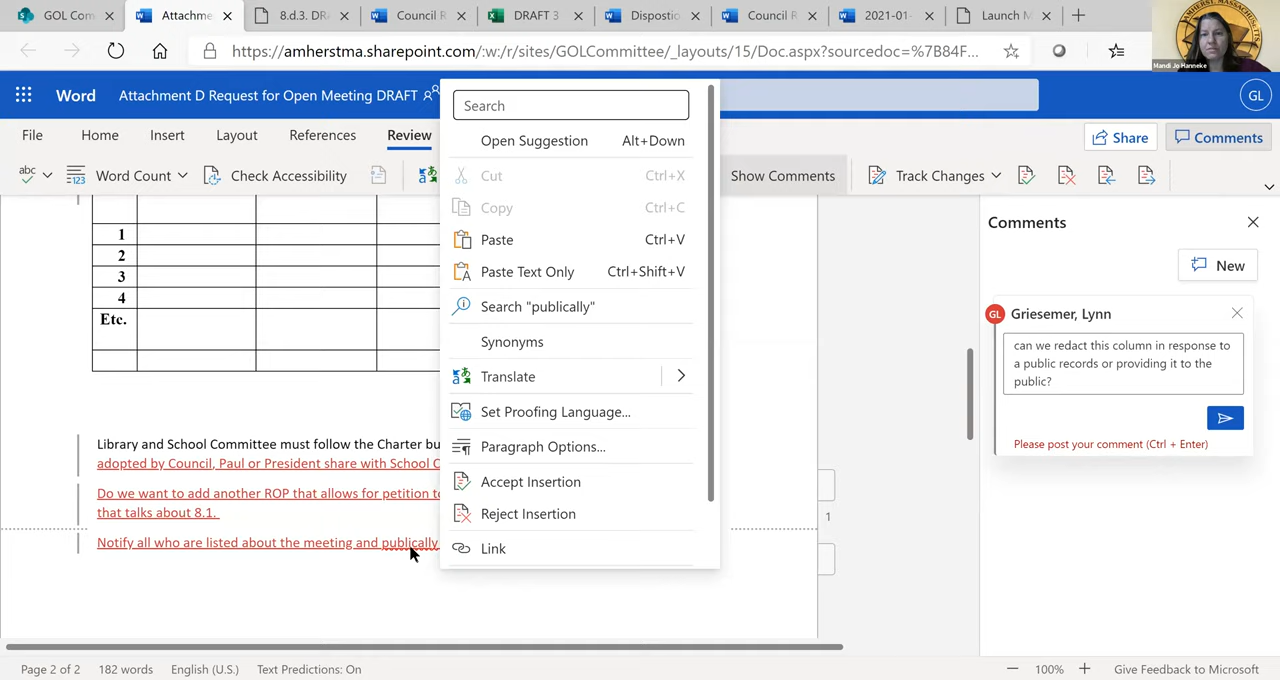 GOL Com
Attachme
8.d.3. DR
Council R
DRAFT 3
Dispostio
Council R
2021-01-
Launch M
https://amherstma.sharepoint.com/:w:/r/sites/GOLCommittee/_layouts/15/Doc.aspx?sourcedoc=%7B84F...
Mandi Jo Hanneke
Word
Attachment D Request for Open Meeting DRAFT
GL
File
Home
Insert
Layout
References
Review
Share
Comments
abc
123
Word Count
Check Accessibility
Show Comments
Track Changes
Search
Open Suggestion Alt+Down
Cut Ctrl+X
Copy Ctrl+C
Paste Ctrl+V
Paste Text Only Ctrl+Shift+V
Search "publically"
Synonyms
Translate
Set Proofing Language...
Paragraph Options...
Accept Insertion
Reject Insertion
Link
1
2
3
4
Etc.
Library and School Committee must follow the Charter bu
adopted by Council, Paul or President share with School C
Do we want to add another ROP that allows for petition to
that talks about 8.1.
Notify all who are listed about the meeting and publically
1
Comments
New
GL
Griesemer, Lynn
can we redact this column in response to
a public records or providing it to the
public?
Please post your comment (Ctrl + Enter)
Page 2 of 2
182 words
English (U.S.)
Text Predictions: On
100%
Give Feedback to Microsoft